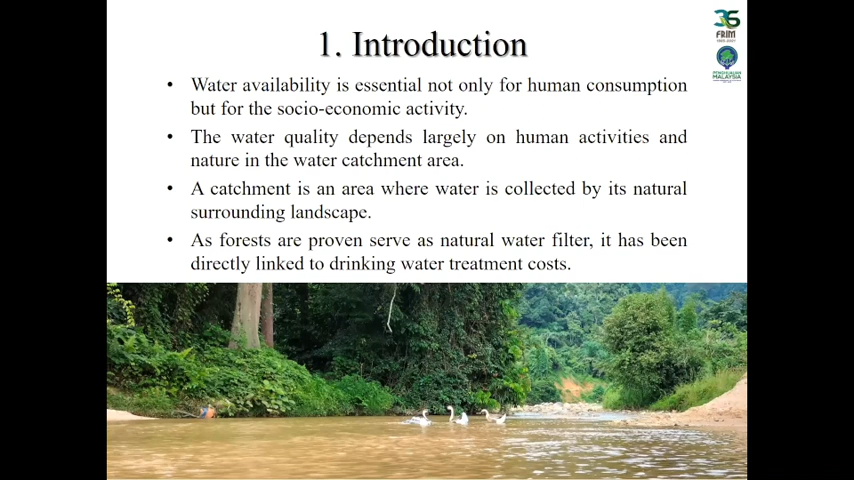 1. Introduction
• Water availability is essential not only for human consumption
but for the socio-economic activity.
• The water quality depends largely on human activities and
nature in the water catchment area.
• A catchment is an area where water is collected by its natural
surrounding landscape.
• As forests are proven serve as natural water filter, it has been
directly linked to drinking water treatment costs.
36
FRIM
MALAYSIA